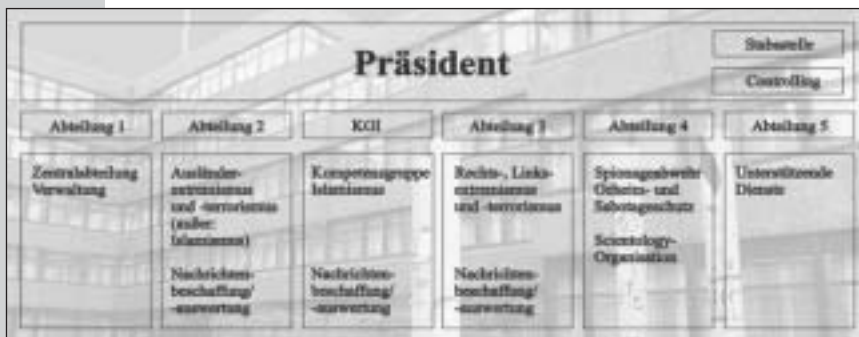 Präsident
Stabsstelle
Controlling
Abteilung 1
Abteilung 2
KGI
Abteilung 3
Abteilung 4
Abteilung 5
Zentralabteilung
Verwaltung
Ausländer-
extremismus
und -terrorismus
(außer:
Islamismus)
Nachrichten-
beschaffung/
-auswertung
Kompetenzgruppe
Islamismus
Nachrichten-
beschaffung/
-auswertung
Rechts-, Links-
extremismus
und -terrorismus
Nachrichten-
beschaffung/
-auswertung
Spionageabwehr
Geheim- und
Sabotageschutz
Scientology-
Organisation
Unterstützende
Dienste